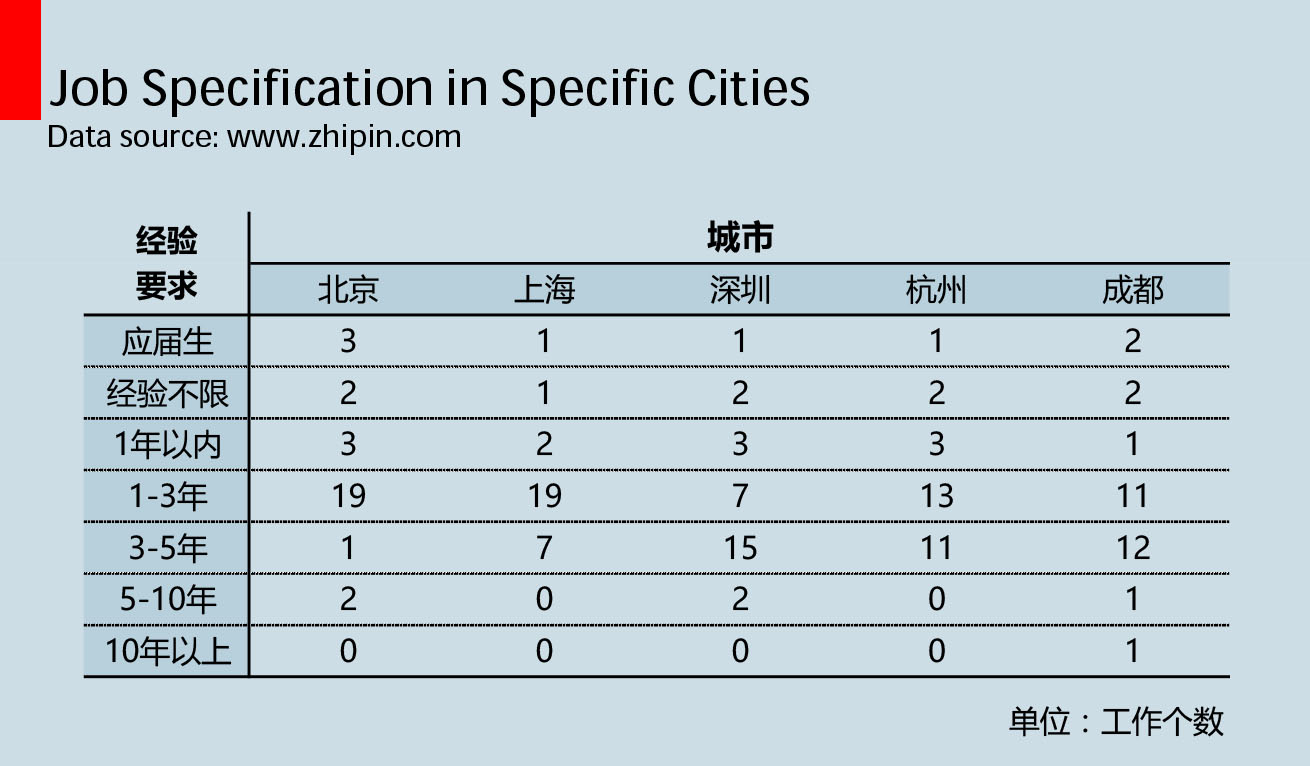 Job Specification in Specific Cities
Data source: www.zhipin.com
经验
要求
城市
北京 上海 深圳 杭州 成都
应届生 3 1 1 1 2
经验不限 2 1 2 2 2
1年以内 3 2 3 3 1
1-3年 19 19 7 13 11
3-5年 1 7 15 11 12
5-10年 2 0 2 0 1
10年以上 0 0 0 0 1
单位：工作个数